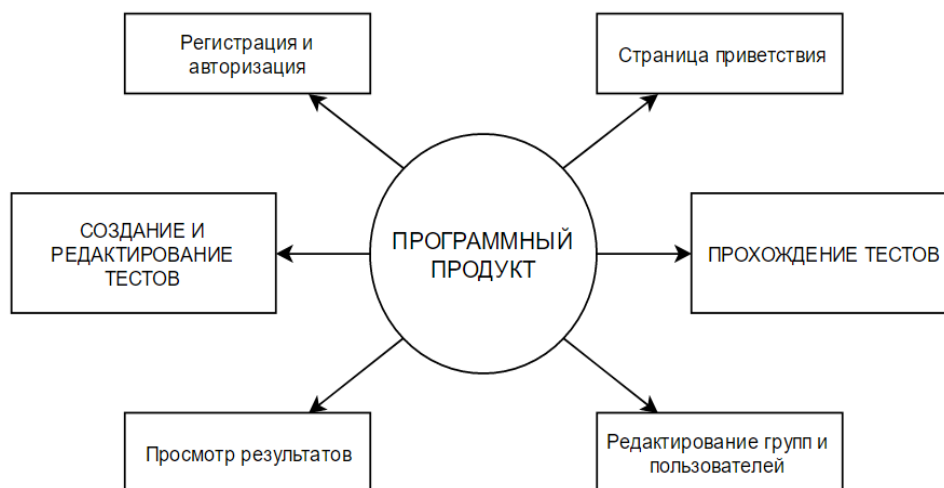 Регистрация и
авторизация
Страница приветствия
СОЗДАНИЕ И
РЕДАКТИРОВАНИЕ
ТЕСТОВ
ПРОГРАММНЫЙ
ПРОДУКТ
ПРОХОЖДЕНИЕ ТЕСТОВ
Просмотр результатов
Редактирование групп и
пользователей